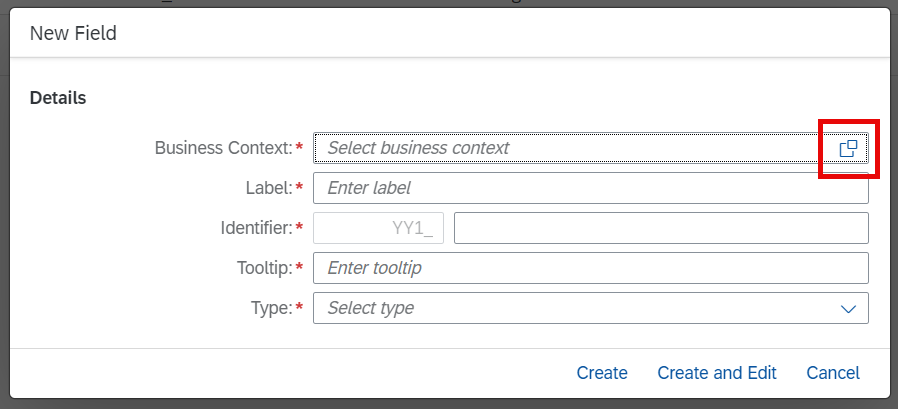 New Field
Details
Business Context:* Select business context
Label:* Enter label
Identifier:* YY1_
Tooltip:* Enter tooltip
Type:* Select type
Create Create and Edit Cancel